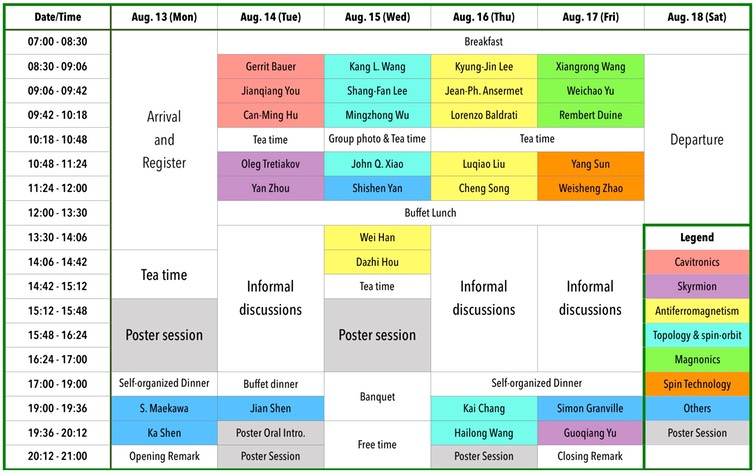 Date/Time Aug. 13 (Mon) Aug. 14 (Tue) Aug. 15 (Wed) Aug. 16 (Thu) Aug. 17 (Fri) Aug. 18 (Sat)
07:00 - 08:30 Breakfast
08:30 - 09:06 Gerrit Bauer Kang L. Wang Kyung-Jin Lee Xiangrong Wang
09:06 - 09:42 Jianqiang You Shang-Fan Lee Jean-Ph. Ansermet Weichao Yu
09:42 - 10:18 Can-Ming Hu Mingzhong Wu Lorenzo Baldrati Rembert Duine
Arrival
and
Register
Departure
10:18 - 10:48 Tea time Group photo & Tea time Tea time
10:48 - 11:24 Oleg Tretiakov John Q. Xiao Luqiao Liu Yang Sun
11:24 - 12:00 Yan Zhou Shishen Yan Cheng Song Weisheng Zhao
12:00 - 13:30 Buffet Lunch
13:30 - 14:06 Wei Han Legend
14:06 - 14:42 Dazhi Hou Cavitronics
Tea time
14:42 - 15:12 Tea time Skyrmion
Informal
discussions
Informal
discussions
Informal
discussions
15:12 - 15:48 Antiferromagnetism
15:48 - 16:24 Poster session Poster session Topology & spin-orbit
16:24 - 17:00 Magnonics
17:00 - 19:00 Self-organized Dinner Buffet dinner Banquet Self-organized Dinner Spin Technology
19:00 - 19:36 S. Maekawa Jian Shen Kai Chang Simon Granville Others
19:36 - 20:12 Ka Shen Poster Oral Intro. Free time Hailong Wang Guoqiang Yu Poster Session
20:12 - 21:00 Opening Remark Poster Session Poster Session Closing Remark